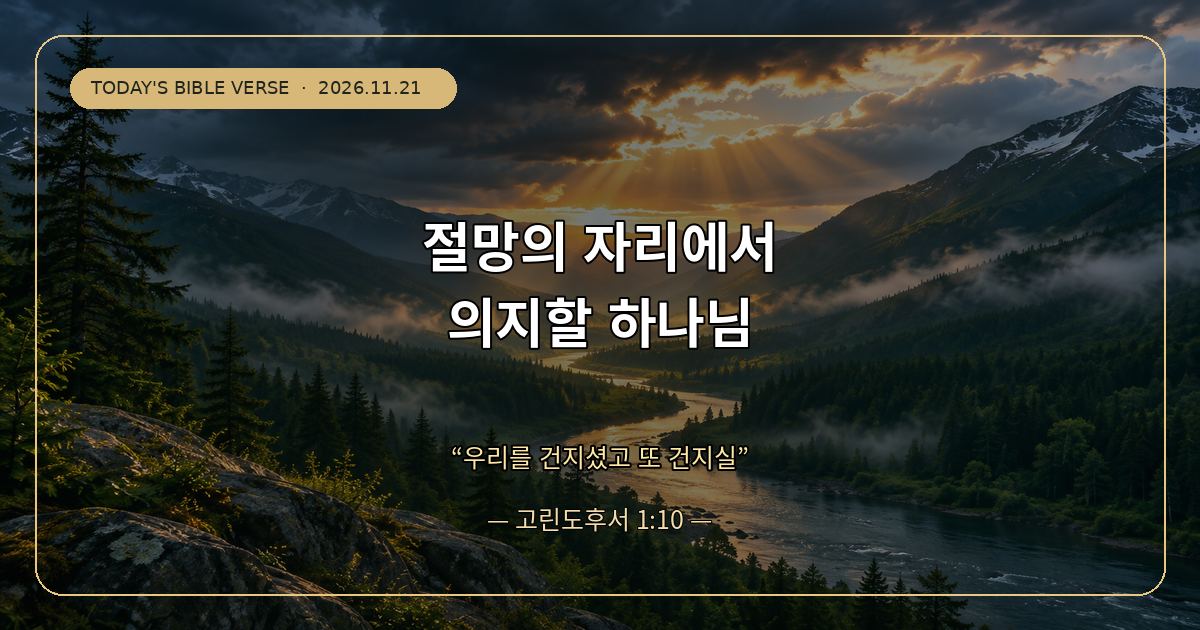 TODAY'S BIBLE VERSE · 2026.11.21
절망의 자리에서
의지할 하나님
“우리를 건지셨고 또 건지실”
— 고린도후서 1:10 —